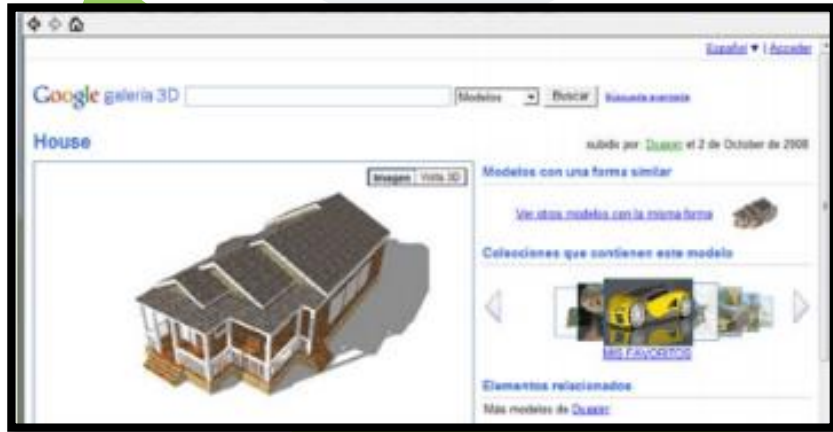 Español ▼ | Acceder
Google galería 3D
Modelos
Buscar
Búsqueda avanzada
House
subido por: el 2 de October de 2008
Imagen
Vista 3D
Modelos con una forma similar
Ver otros modelos con la misma forma
Colecciones que contienen este modelo
MIS FAVORITOS
Elementos relacionados
Más modelos de